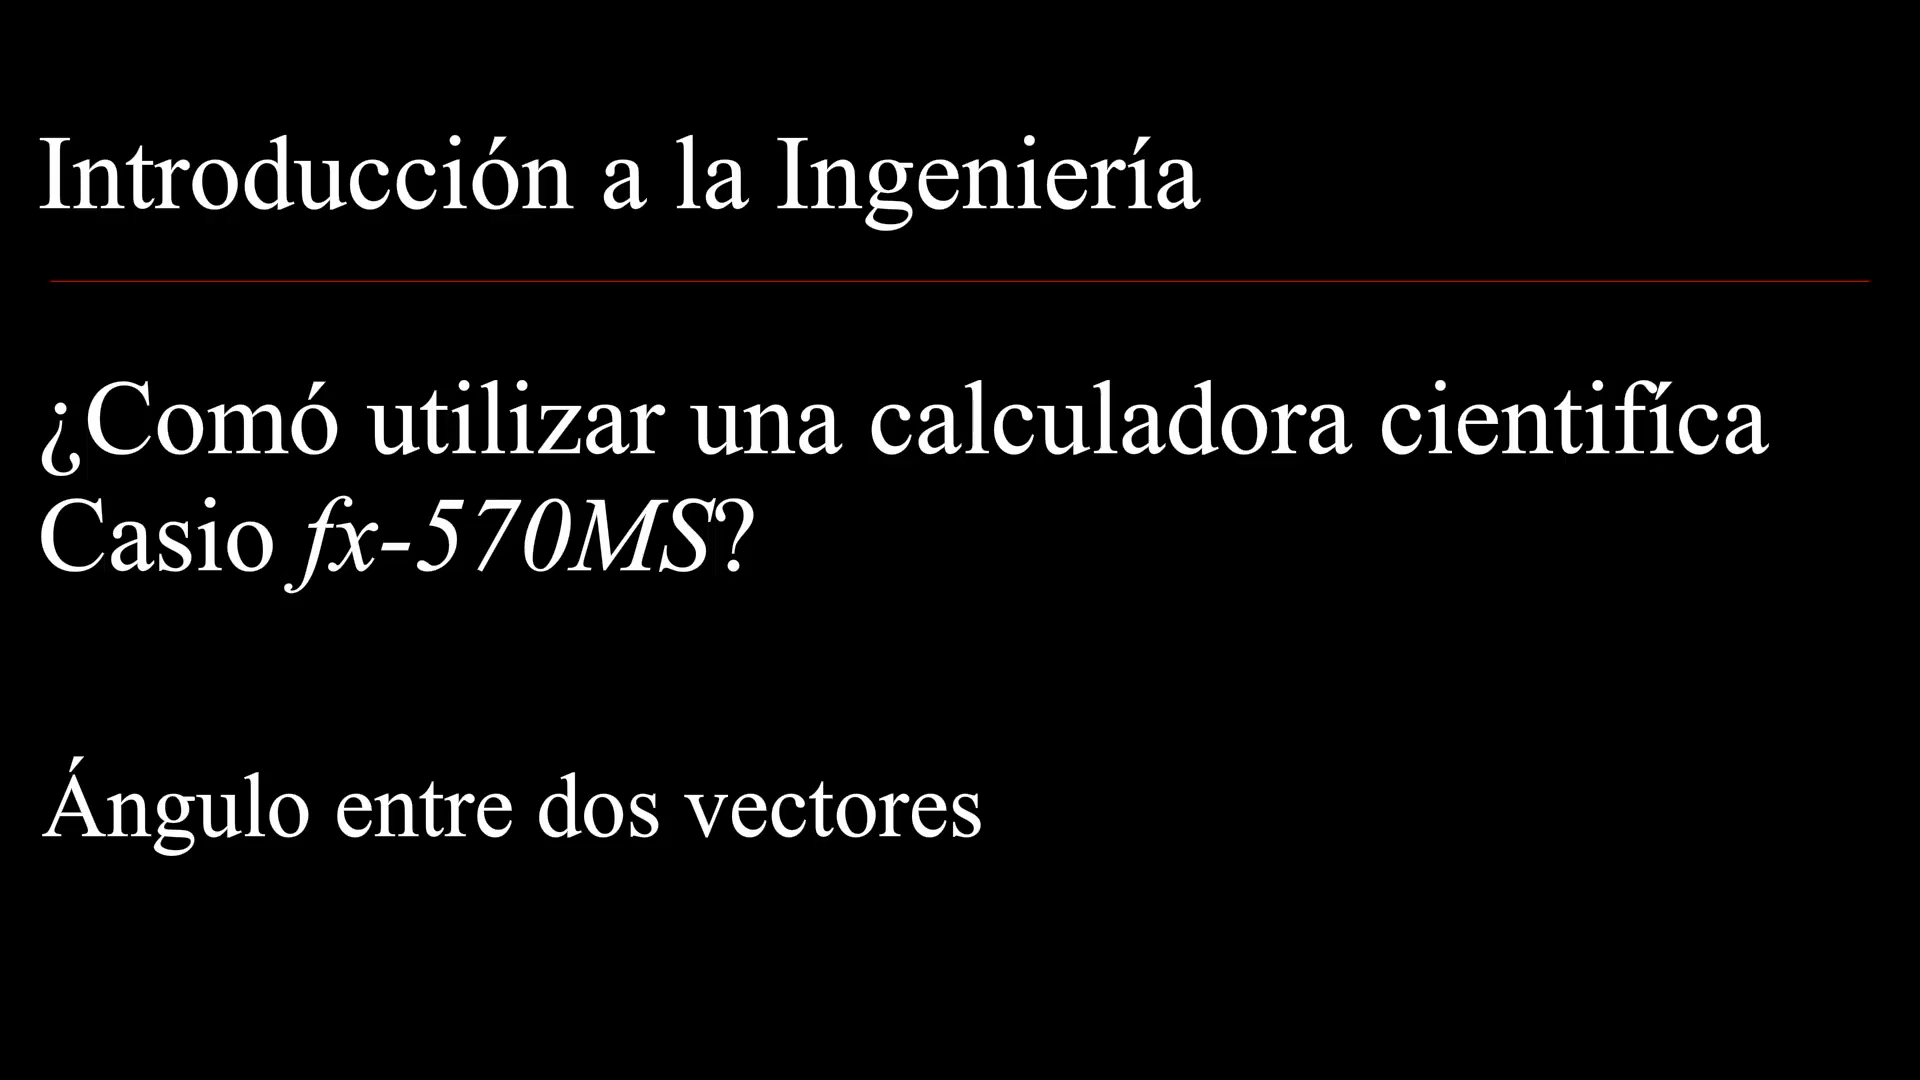 Introducción a la Ingeniería
¿Comó utilizar una calculadora cientifíca
Casio fx-570MS?
Ángulo entre dos vectores